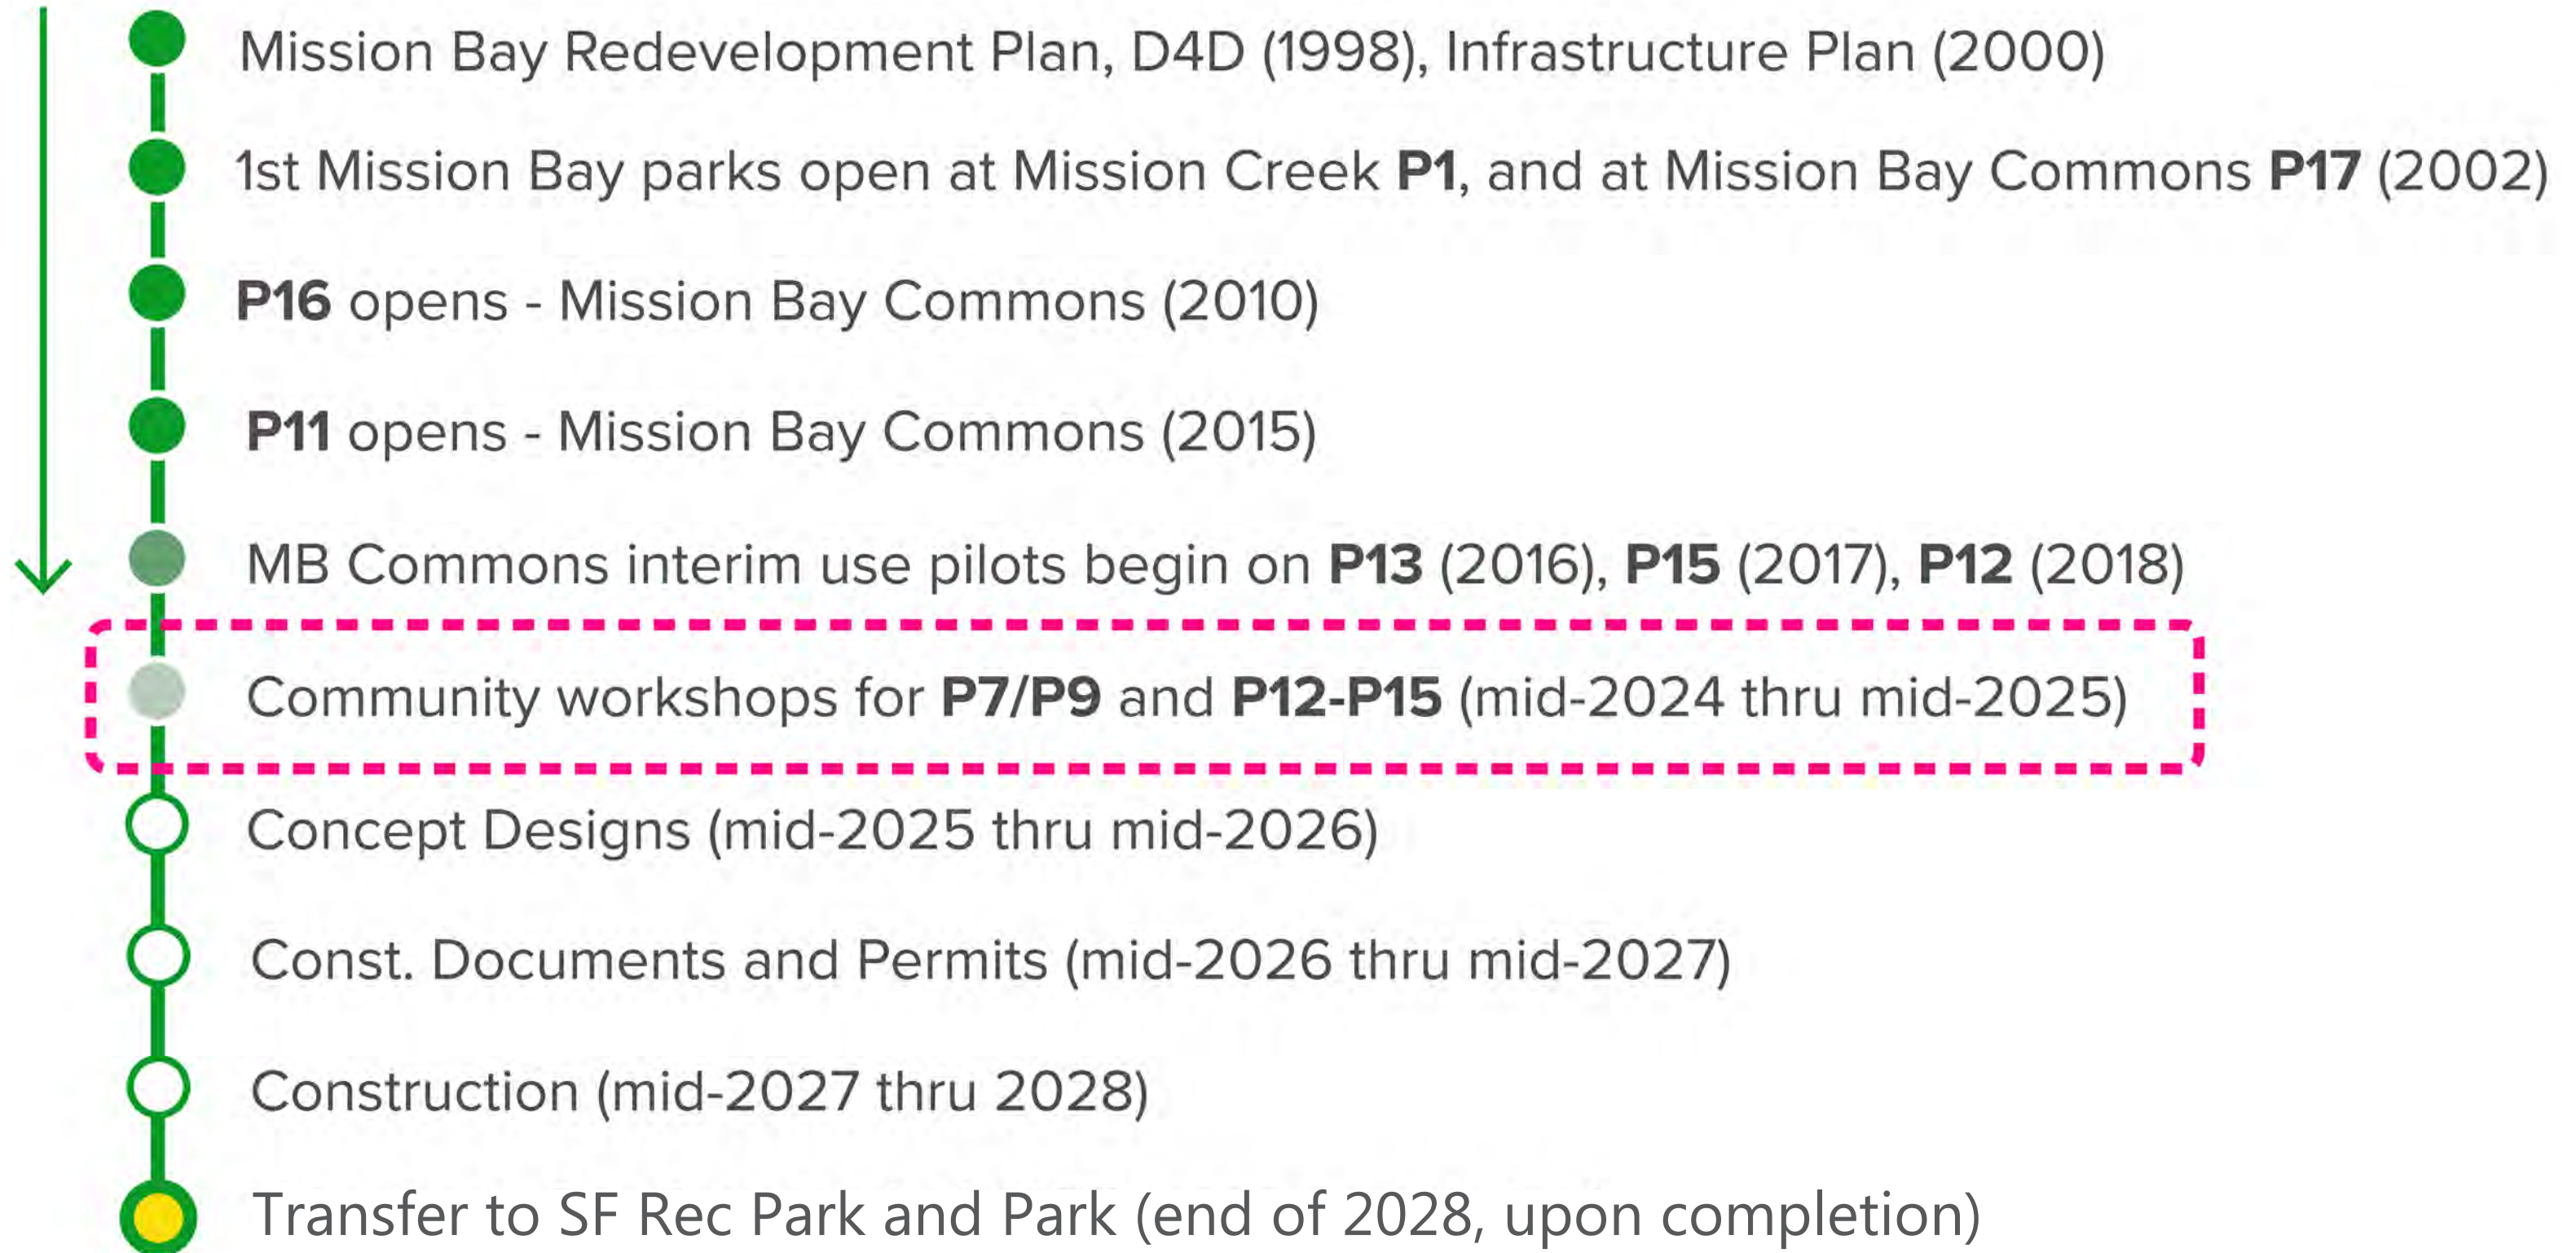 Mission Bay Redevelopment Plan, D4D (1998), Infrastructure Plan (2000)
1st Mission Bay parks open at Mission Creek P1, and at Mission Bay Commons P17 (2002)
P16 opens - Mission Bay Commons (2010)
P11 opens - Mission Bay Commons (2015)
MB Commons interim use pilots begin on P13 (2016), P15 (2017), P12 (2018)
Community workshops for P7/P9 and P12-P15 (mid-2024 thru mid-2025)
Concept Designs (mid-2025 thru mid-2026)
Const. Documents and Permits (mid-2026 thru mid-2027)
Construction (mid-2027 thru 2028)
Transfer to SF Rec Park and Park (end of 2028, upon completion)